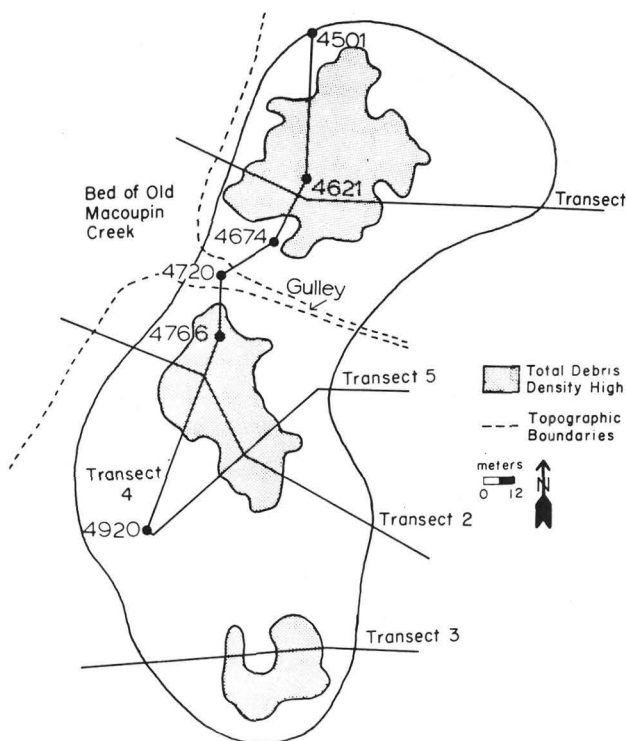 4501
4621
Transect
Bed of Old
Macoupin
Creek
4674
4720
Gulley
4766
Total Debris
Density High
Transect 5
Topographic
Boundaries
Transect
4
meters
0 12
N
4920
Transect 2
Transect 3